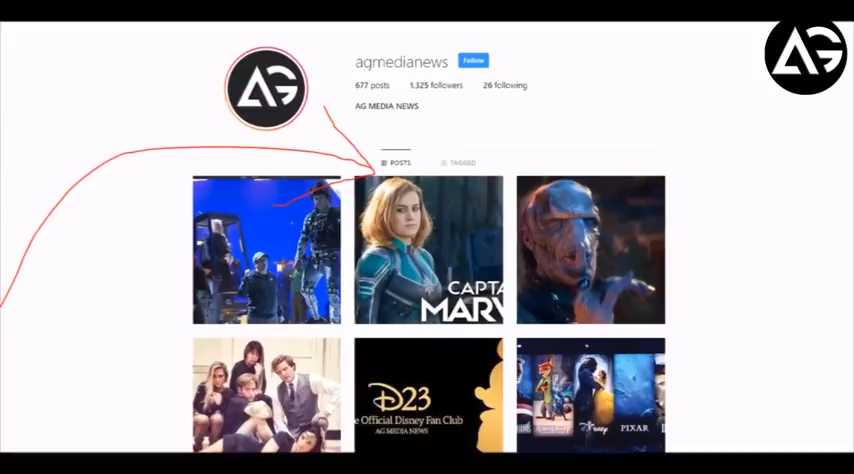 AG
AG
agmedianews Follow
677 posts 1,325 followers 26 following
AG MEDIA NEWS
POSTS TAGGED
CAPTA
MARV
D23
e Official Disney Fan Club
AG MEDIA NEWS
Disney PIXAR